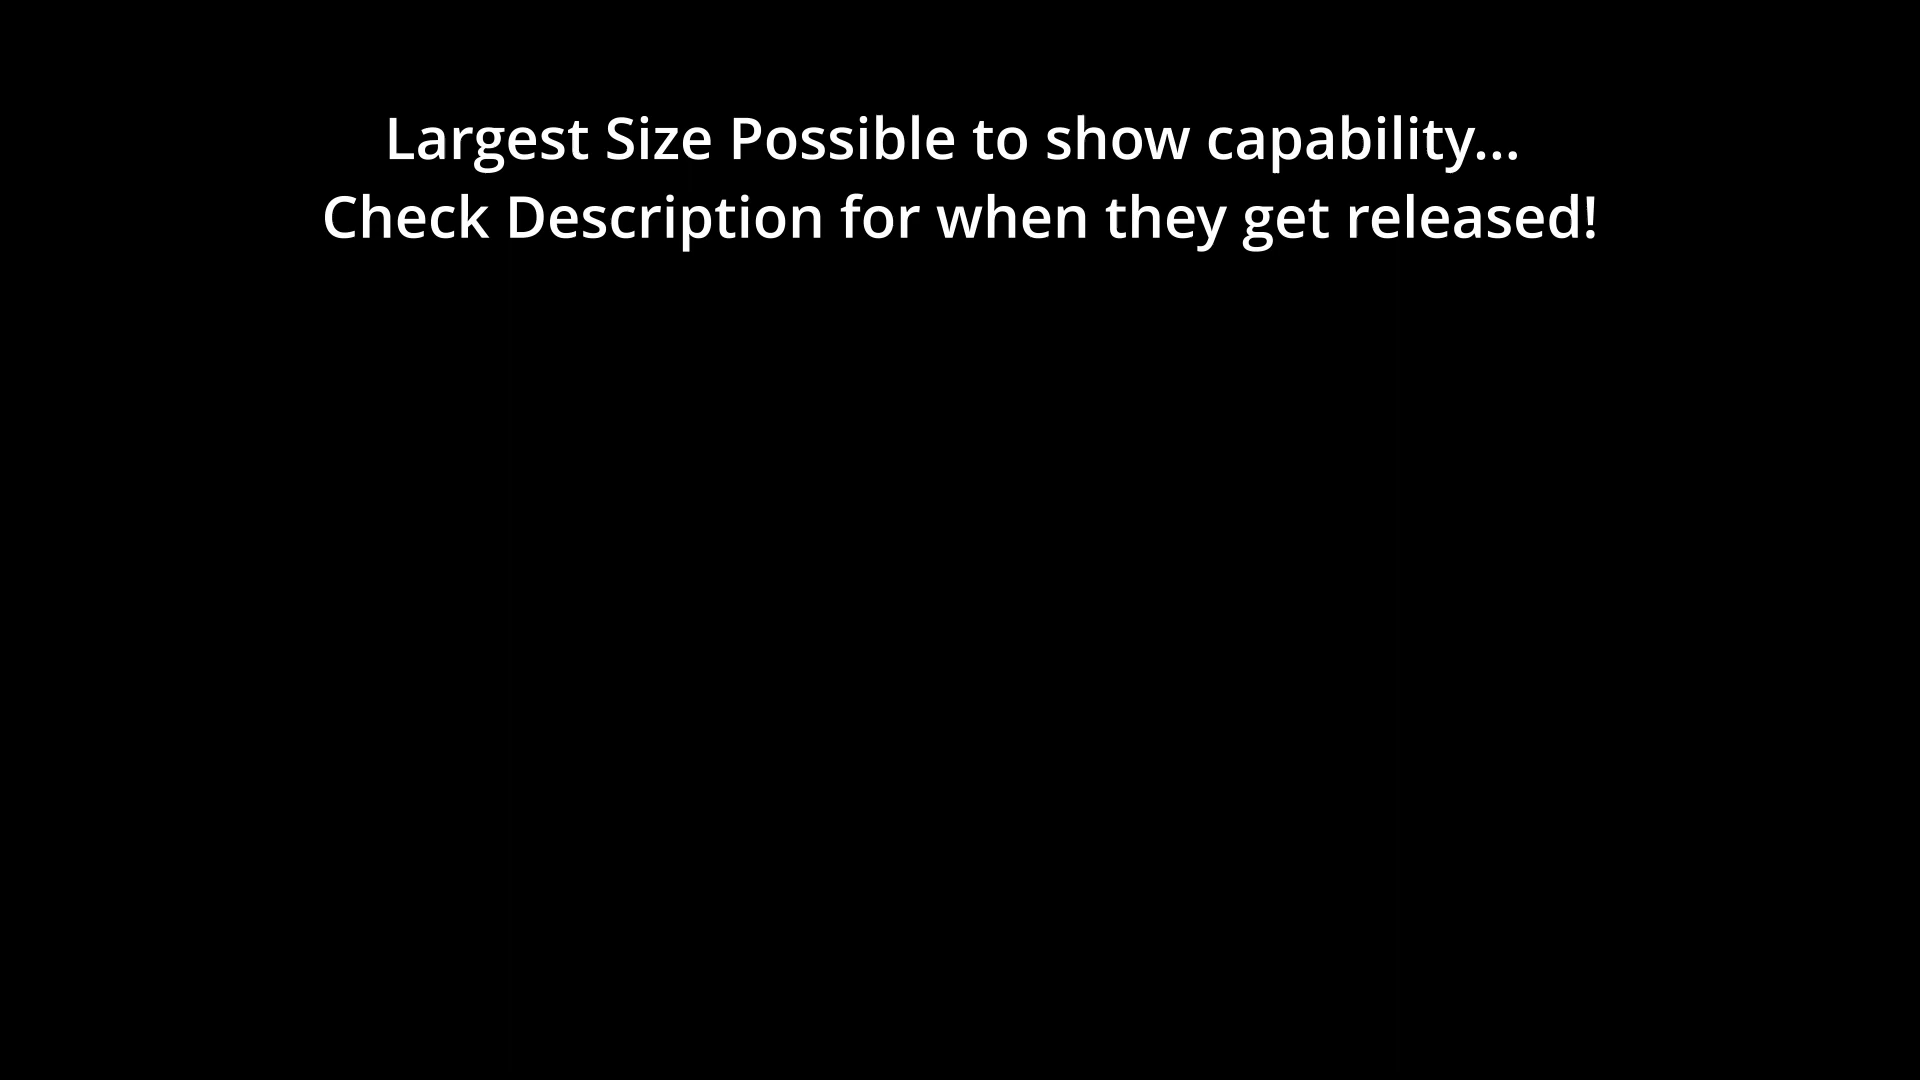 Largest Size Possible to show capability...
Check Description for when they get released!